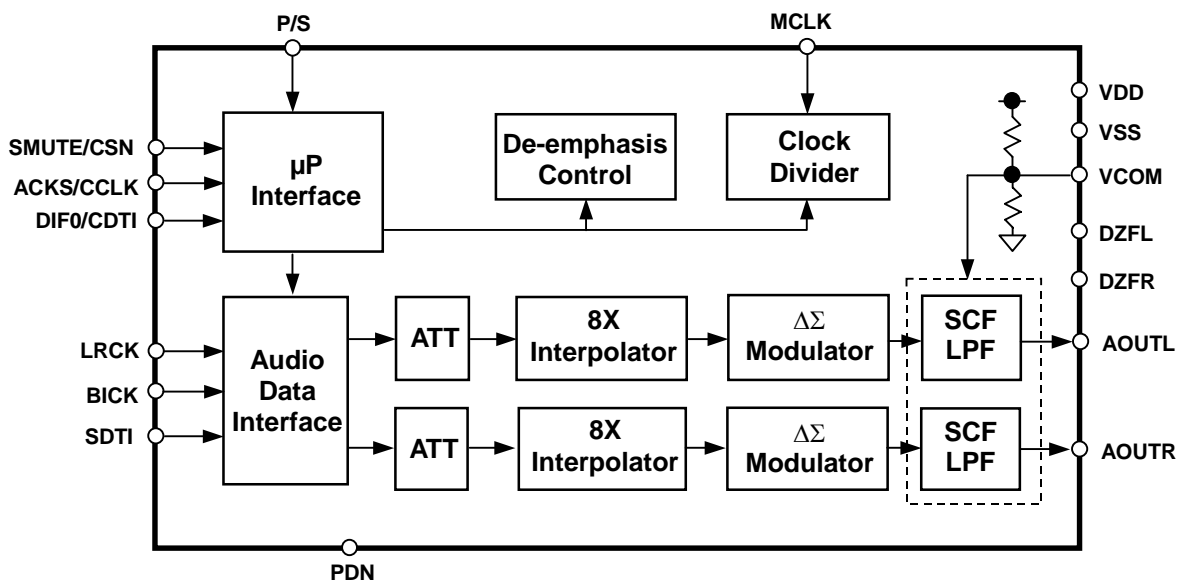 P/S
MCLK
VDD
SMUTE/CSN
µP
Interface
De-emphasis
Control
Clock
Divider
VSS
ACKS/CCLK
VCOM
DIF0/CDTI
DZFL
DZFR
LRCK
Audio
Data
Interface
ATT
8X
Interpolator
ΔΣ
Modulator
SCF
LPF
AOUTL
BICK
SDTI
ATT
8X
Interpolator
ΔΣ
Modulator
SCF
LPF
AOUTR
PDN